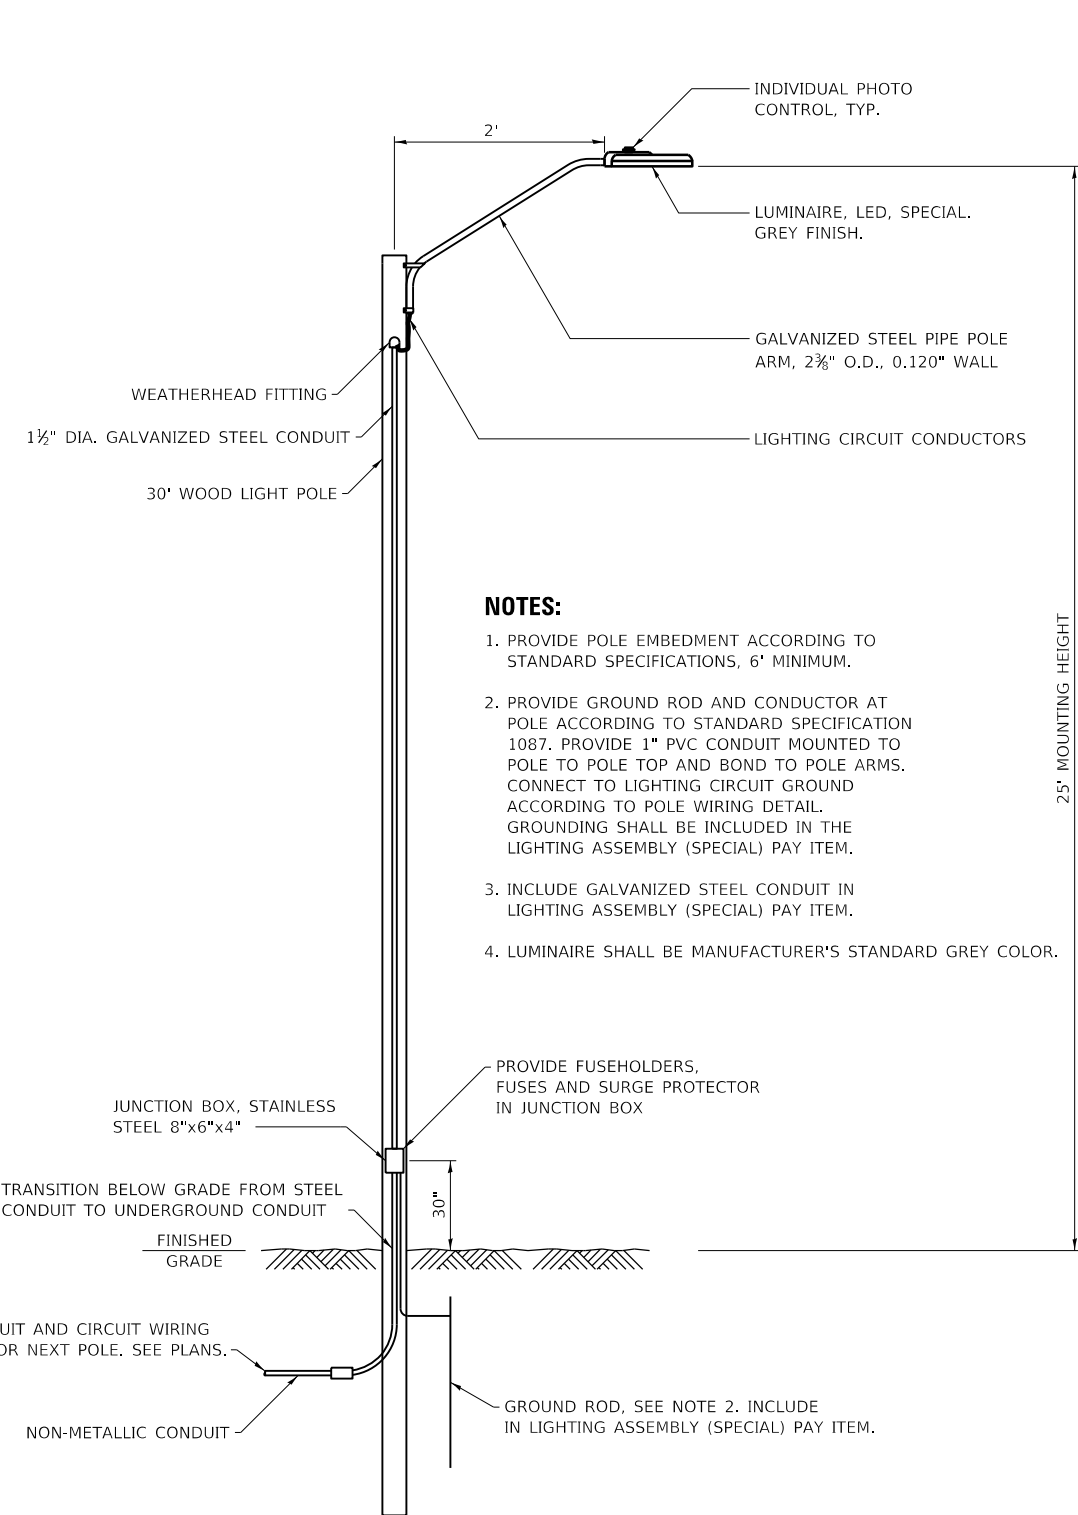 INDIVIDUAL PHOTO
CONTROL, TYP.
2'
LUMINAIRE, LED, SPECIAL.
GREY FINISH.
GALVANIZED STEEL PIPE POLE
ARM, 2⅜" O.D., 0.120" WALL
WEATHERHEAD FITTING
1½" DIA. GALVANIZED STEEL CONDUIT
LIGHTING CIRCUIT CONDUCTORS
30' WOOD LIGHT POLE
NOTES:
1. PROVIDE POLE EMBEDMENT ACCORDING TO
STANDARD SPECIFICATIONS, 6' MINIMUM.
2. PROVIDE GROUND ROD AND CONDUCTOR AT
POLE ACCORDING TO STANDARD SPECIFICATION
1087. PROVIDE 1" PVC CONDUIT MOUNTED TO
POLE TO POLE TOP AND BOND TO POLE ARMS.
CONNECT TO LIGHTING CIRCUIT GROUND
ACCORDING TO POLE WIRING DETAIL.
GROUNDING SHALL BE INCLUDED IN THE
LIGHTING ASSEMBLY (SPECIAL) PAY ITEM.
3. INCLUDE GALVANIZED STEEL CONDUIT IN
LIGHTING ASSEMBLY (SPECIAL) PAY ITEM.
4. LUMINAIRE SHALL BE MANUFACTURER'S STANDARD GREY COLOR.
25' MOUNTING HEIGHT
PROVIDE FUSEHOLDERS,
FUSES AND SURGE PROTECTOR
IN JUNCTION BOX
JUNCTION BOX, STAINLESS
STEEL 8"x6"x4"
30"
TRANSITION BELOW GRADE FROM STEEL
CONDUIT TO UNDERGROUND CONDUIT
FINISHED
GRADE
UIT AND CIRCUIT WIRING
OR NEXT POLE. SEE PLANS.
NON-METALLIC CONDUIT
GROUND ROD, SEE NOTE 2. INCLUDE
IN LIGHTING ASSEMBLY (SPECIAL) PAY ITEM.